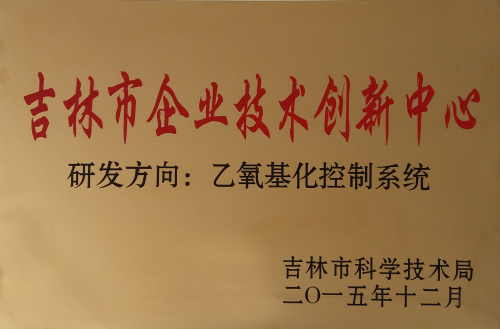 吉林市企业技术创新中心
研发方向：乙氧基化控制系统
吉林市科学技术局
二〇一五年十二月